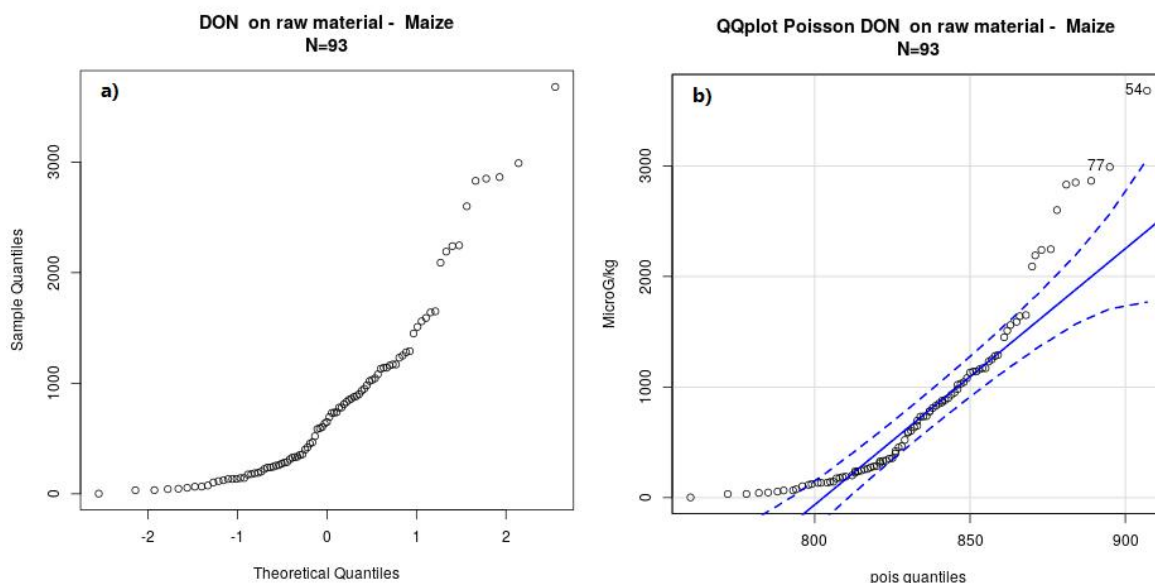 DON on raw material - Maize
N=93
a)
3000
2000
1000
0
Sample Quantiles
-2 -1 0 1 2
Theoretical Quantiles
QQplot Poisson DON on raw material - Maize
N=93
b)
54
77
3000
2000
1000
0
MicroG/kg
800 850 900
pois quantiles